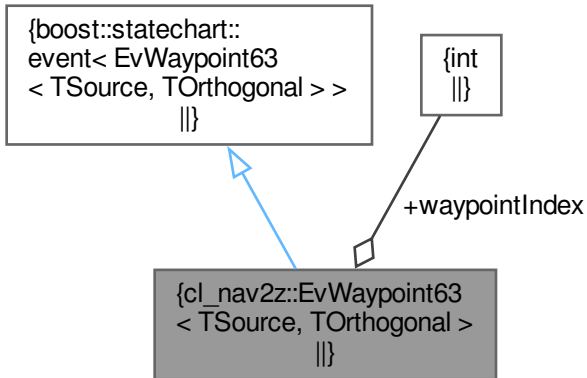 {boost::statechart::
event< EvWaypoint63
< TSource, TOrthogonal > >
||}
{int
||}
+waypointIndex
{cl_nav2z::EvWaypoint63
< TSource, TOrthogonal >
||}